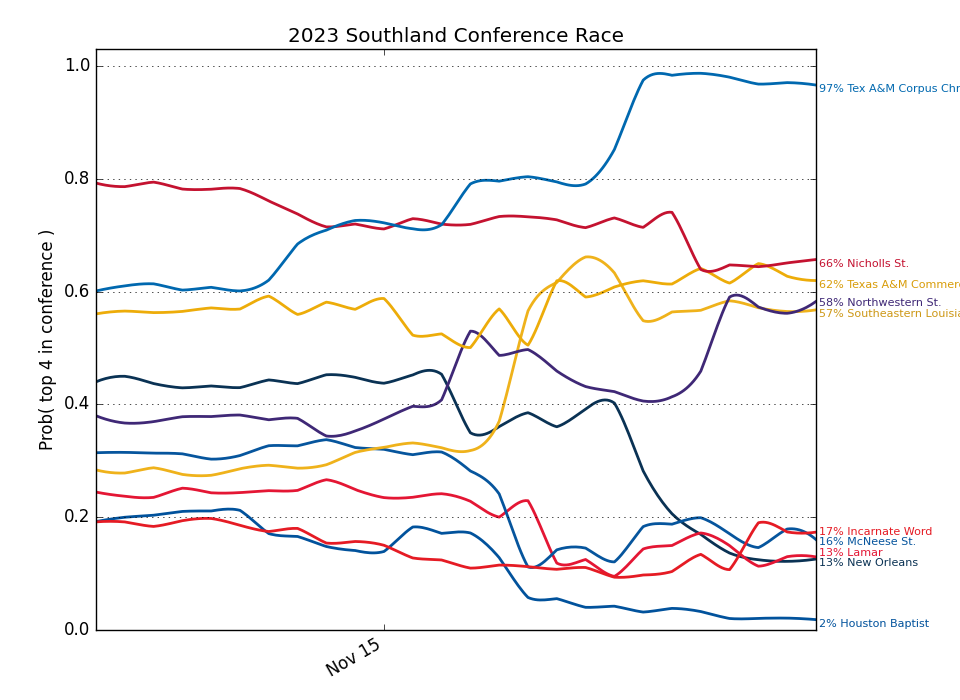 2023 Southland Conference Race
Prob( top 4 in conference )
1.0
0.8
0.6
0.4
0.2
0.0
Nov 15
97% Tex A&M Corpus Chr
66% Nicholls St.
62% Texas A&M Commerc
58% Northwestern St.
57% Southeastern Louisia
17% Incarnate Word
16% McNeese St.
13% Lamar
13% New Orleans
2% Houston Baptist